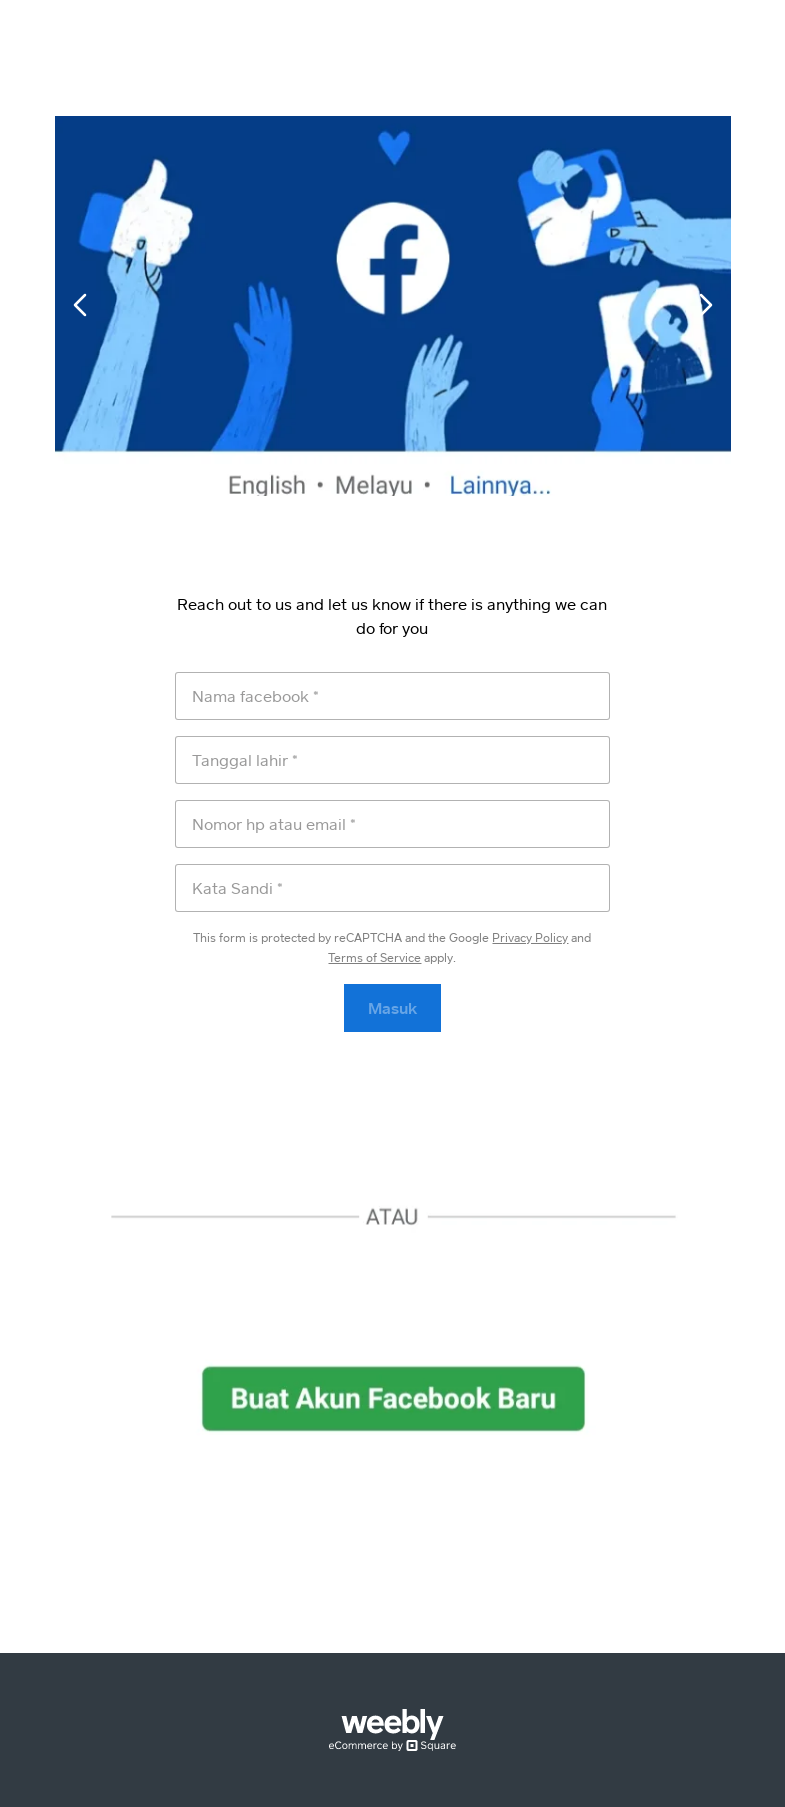 English • Melayu • Lainnya...
Reach out to us and let us know if there is anything we can
do for you
Nama facebook *
Tanggal lahir *
Nomor hp atau email *
Kata Sandi *
This form is protected by reCAPTCHA and the Google Privacy Policy and
Terms of Service apply.
Masuk
ATAU
Buat Akun Facebook Baru
weebly
eCommerce by Square